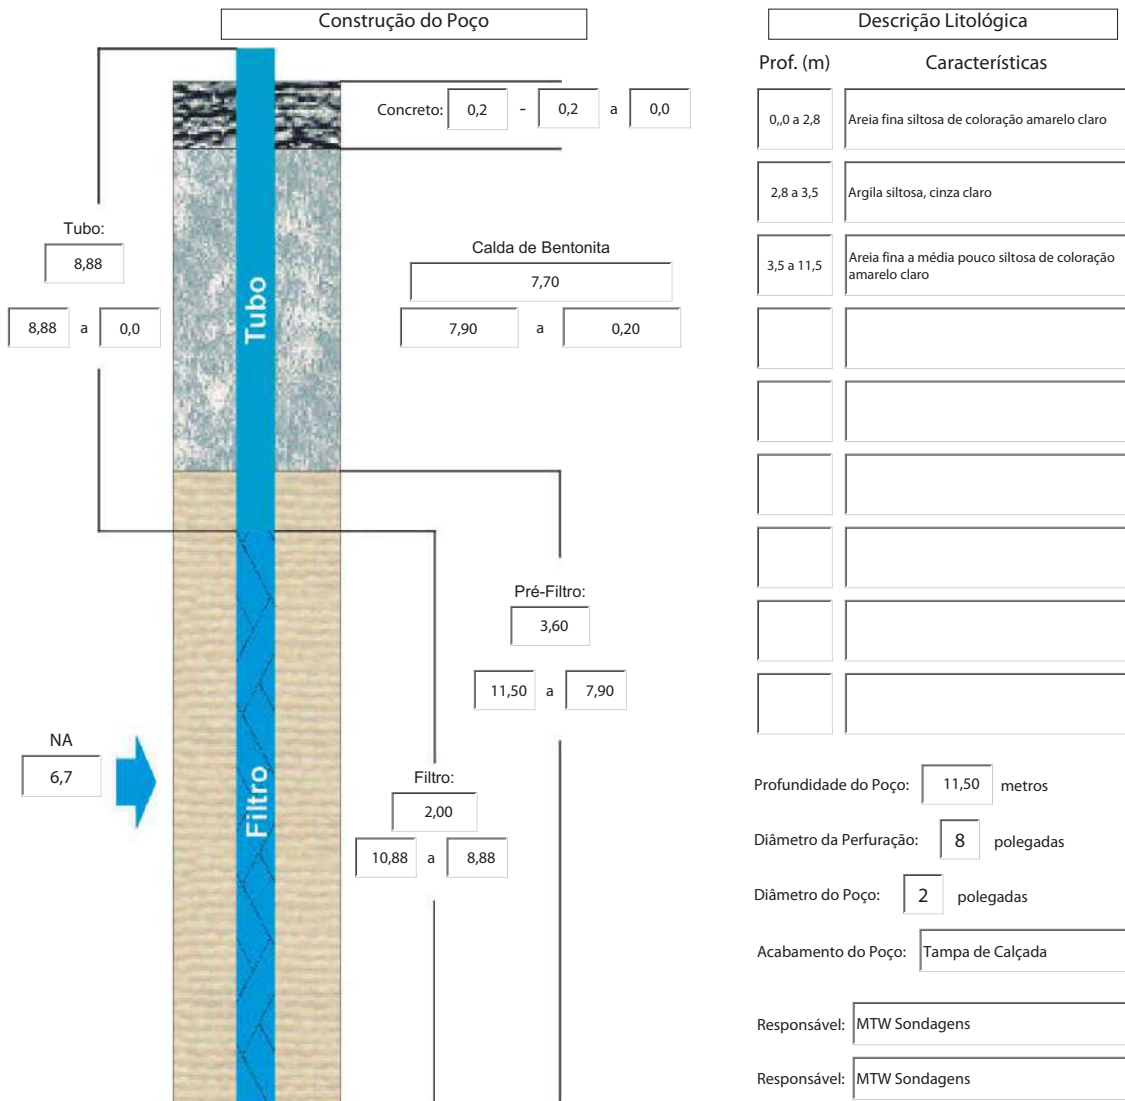 Construção do Poço
Concreto: 0,2 - 0,2 a 0,0
Tubo:
8,88
8,88 a 0,0
Tubo
Calda de Bentonita
7,70
7,90 a 0,20
Pré-Filtro:
3,60
11,50 a 7,90
NA
6,7
Filtro
Filtro:
2,00
10,88 a 8,88
Descrição Litológica
Prof. (m) Características
0,,0 a 2,8 Areia fina siltosa de coloração amarelo claro
2,8 a 3,5 Argila siltosa, cinza claro
3,5 a 11,5 Areia fina a média pouco siltosa de coloração
amarelo claro
Profundidade do Poço: 11,50 metros
Diâmetro da Perfuração: 8 polegadas
Diâmetro do Poço: 2 polegadas
Acabamento do Poço: Tampa de Calçada
Responsável: MTW Sondagens
Responsável: MTW Sondagens